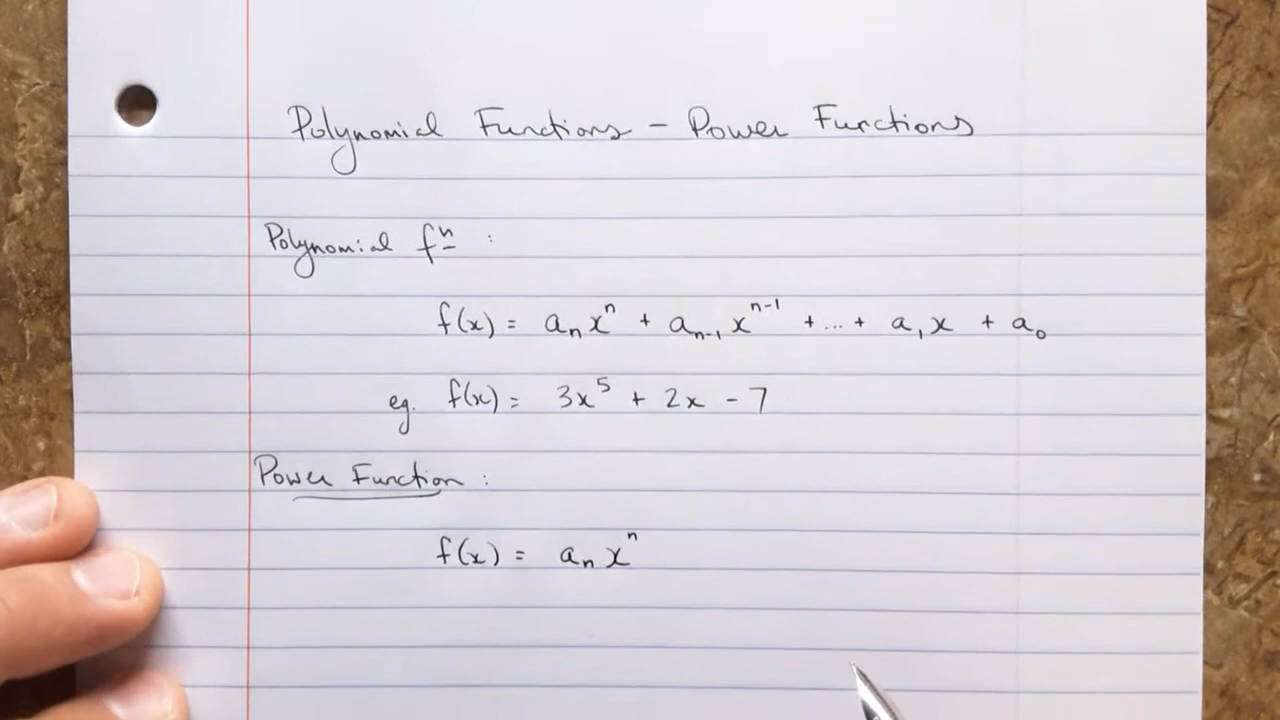 Polynomial Functions - Power Functions
Polynomial fⁿ :
f(x) = aₙxⁿ + aₙ₋₁xⁿ⁻¹ + ... + a₁x + a₀
eg. f(x) = 3x⁵ + 2x - 7
Power Function :
f(x) = aₙxⁿ